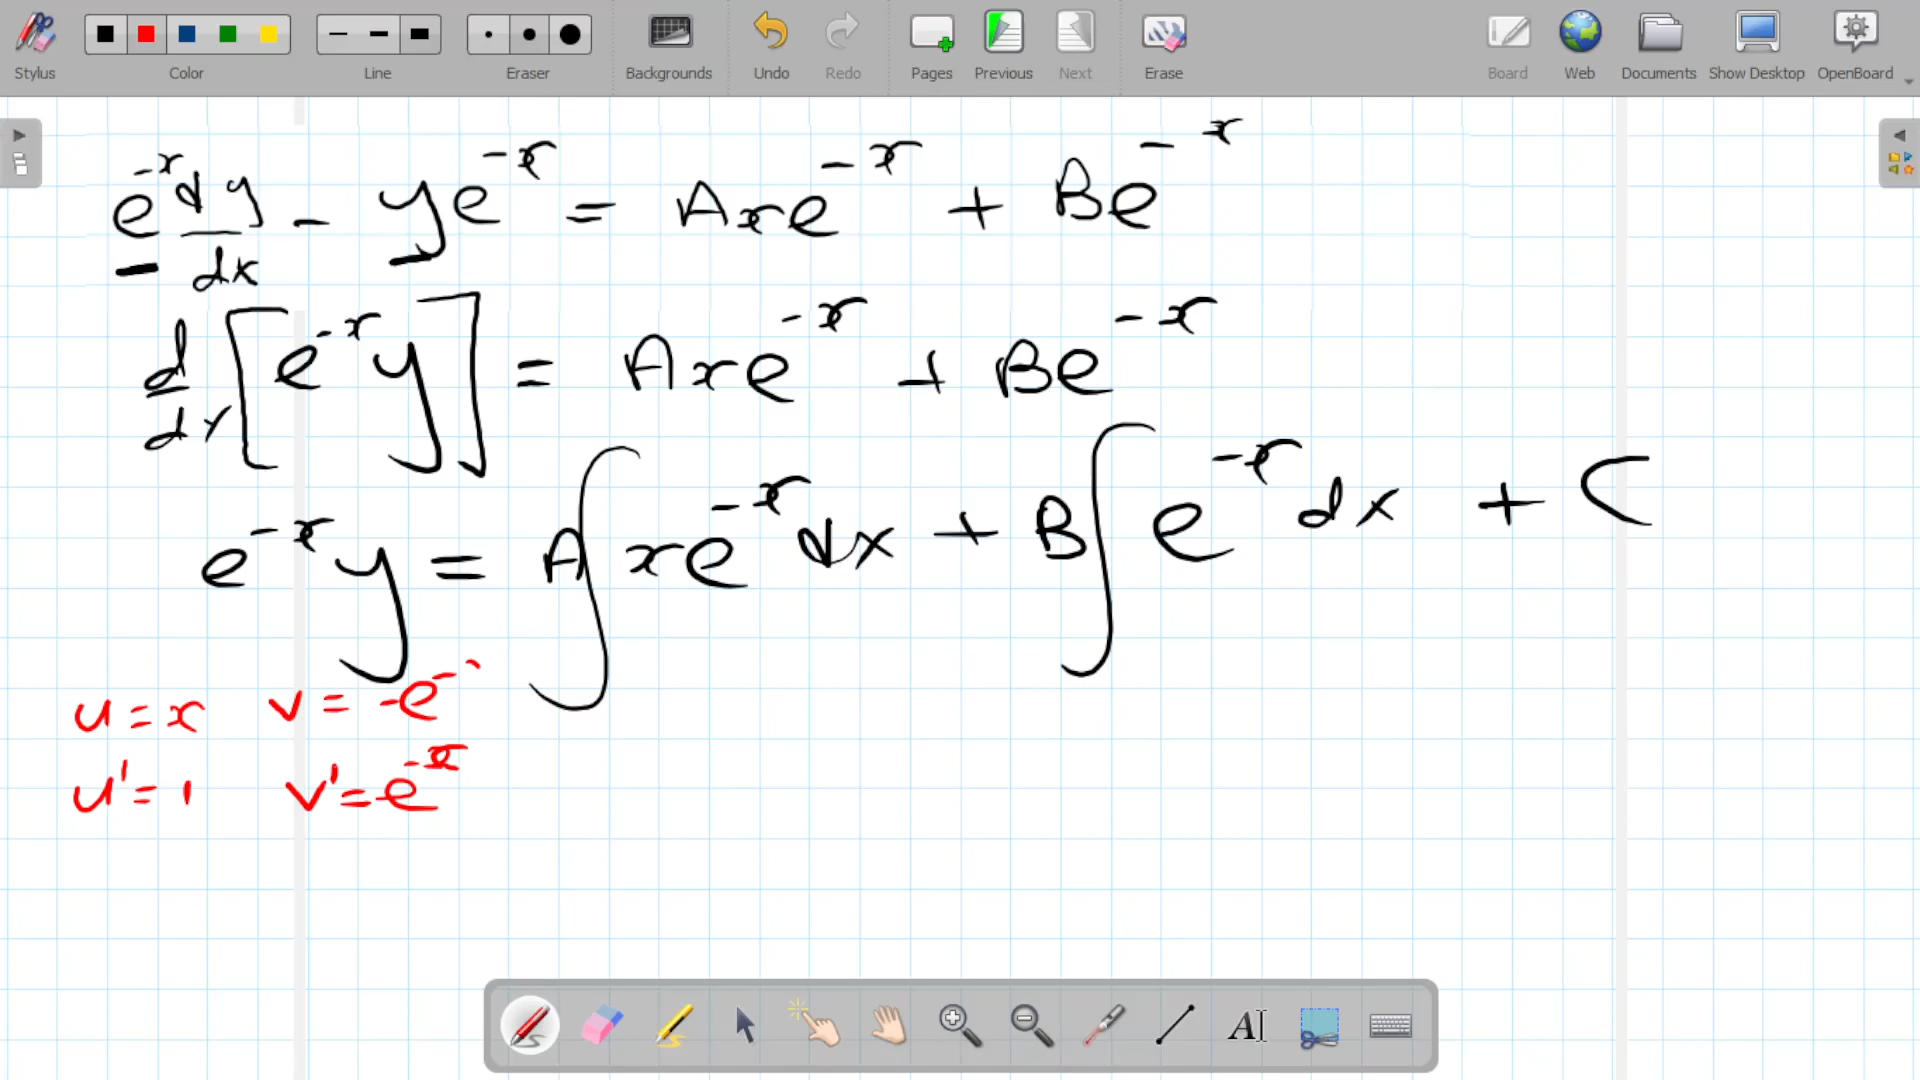 Stylus Color Line Eraser Backgrounds Undo Redo Pages Previous Next Erase Board Web Documents Show Desktop OpenBoard
e^{-x} dy/dx - ye^{-x} = Axe^{-x} + Be^{-x}
d/dx [e^{-x} y] = Axe^{-x} + Be^{-x}
e^{-x} y = A∫xe^{-x} dx + B∫e^{-x} dx + C
u = x v = -e^{-
u' = 1 v' = e^{-x}